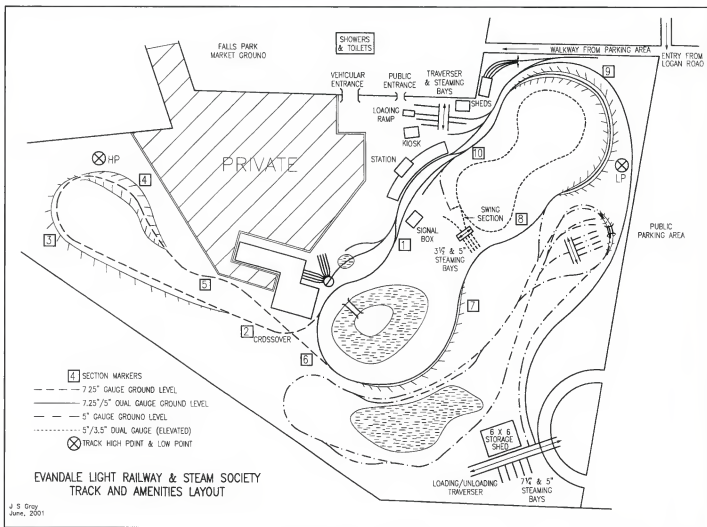 FALLS PARK
MARKET GROUND
SHOWERS
& TOILETS
WALKWAY FROM PARKING AREA
ENTRY FROM
LOGAN ROAD
VEHICULAR
ENTRANCE
PUBLIC
ENTRANCE
TRAVERSER
& STEAMING
BAYS
9
SHEDS
LOADING
RAMP
KIOSK
PRIVATE
STATION
10
HP
LP
4
SWING
SECTION
8
3
SIGNAL
BOX
1
3½" & 5"
STEAMING
BAYS
PUBLIC
PARKING AREA
5
7
2
CROSSOVER
6
4 SECTION MARKERS
7.25" GAUGE GROUND LEVEL
7.25"/5" DUAL GAUGE GROUND LEVEL
5" GAUGE GROUND LEVEL
5"/3.5" DUAL GAUGE (ELEVATED)
TRACK HIGH POINT & LOW POINT
6 X 6
STORAGE
SHED
LOADING/UNLOADING
TRAVERSER
7¼" & 5"
STEAMING
BAYS
EVANDALE LIGHT RAILWAY & STEAM SOCIETY
TRACK AND AMENITIES LAYOUT
J S Gray
June, 2001